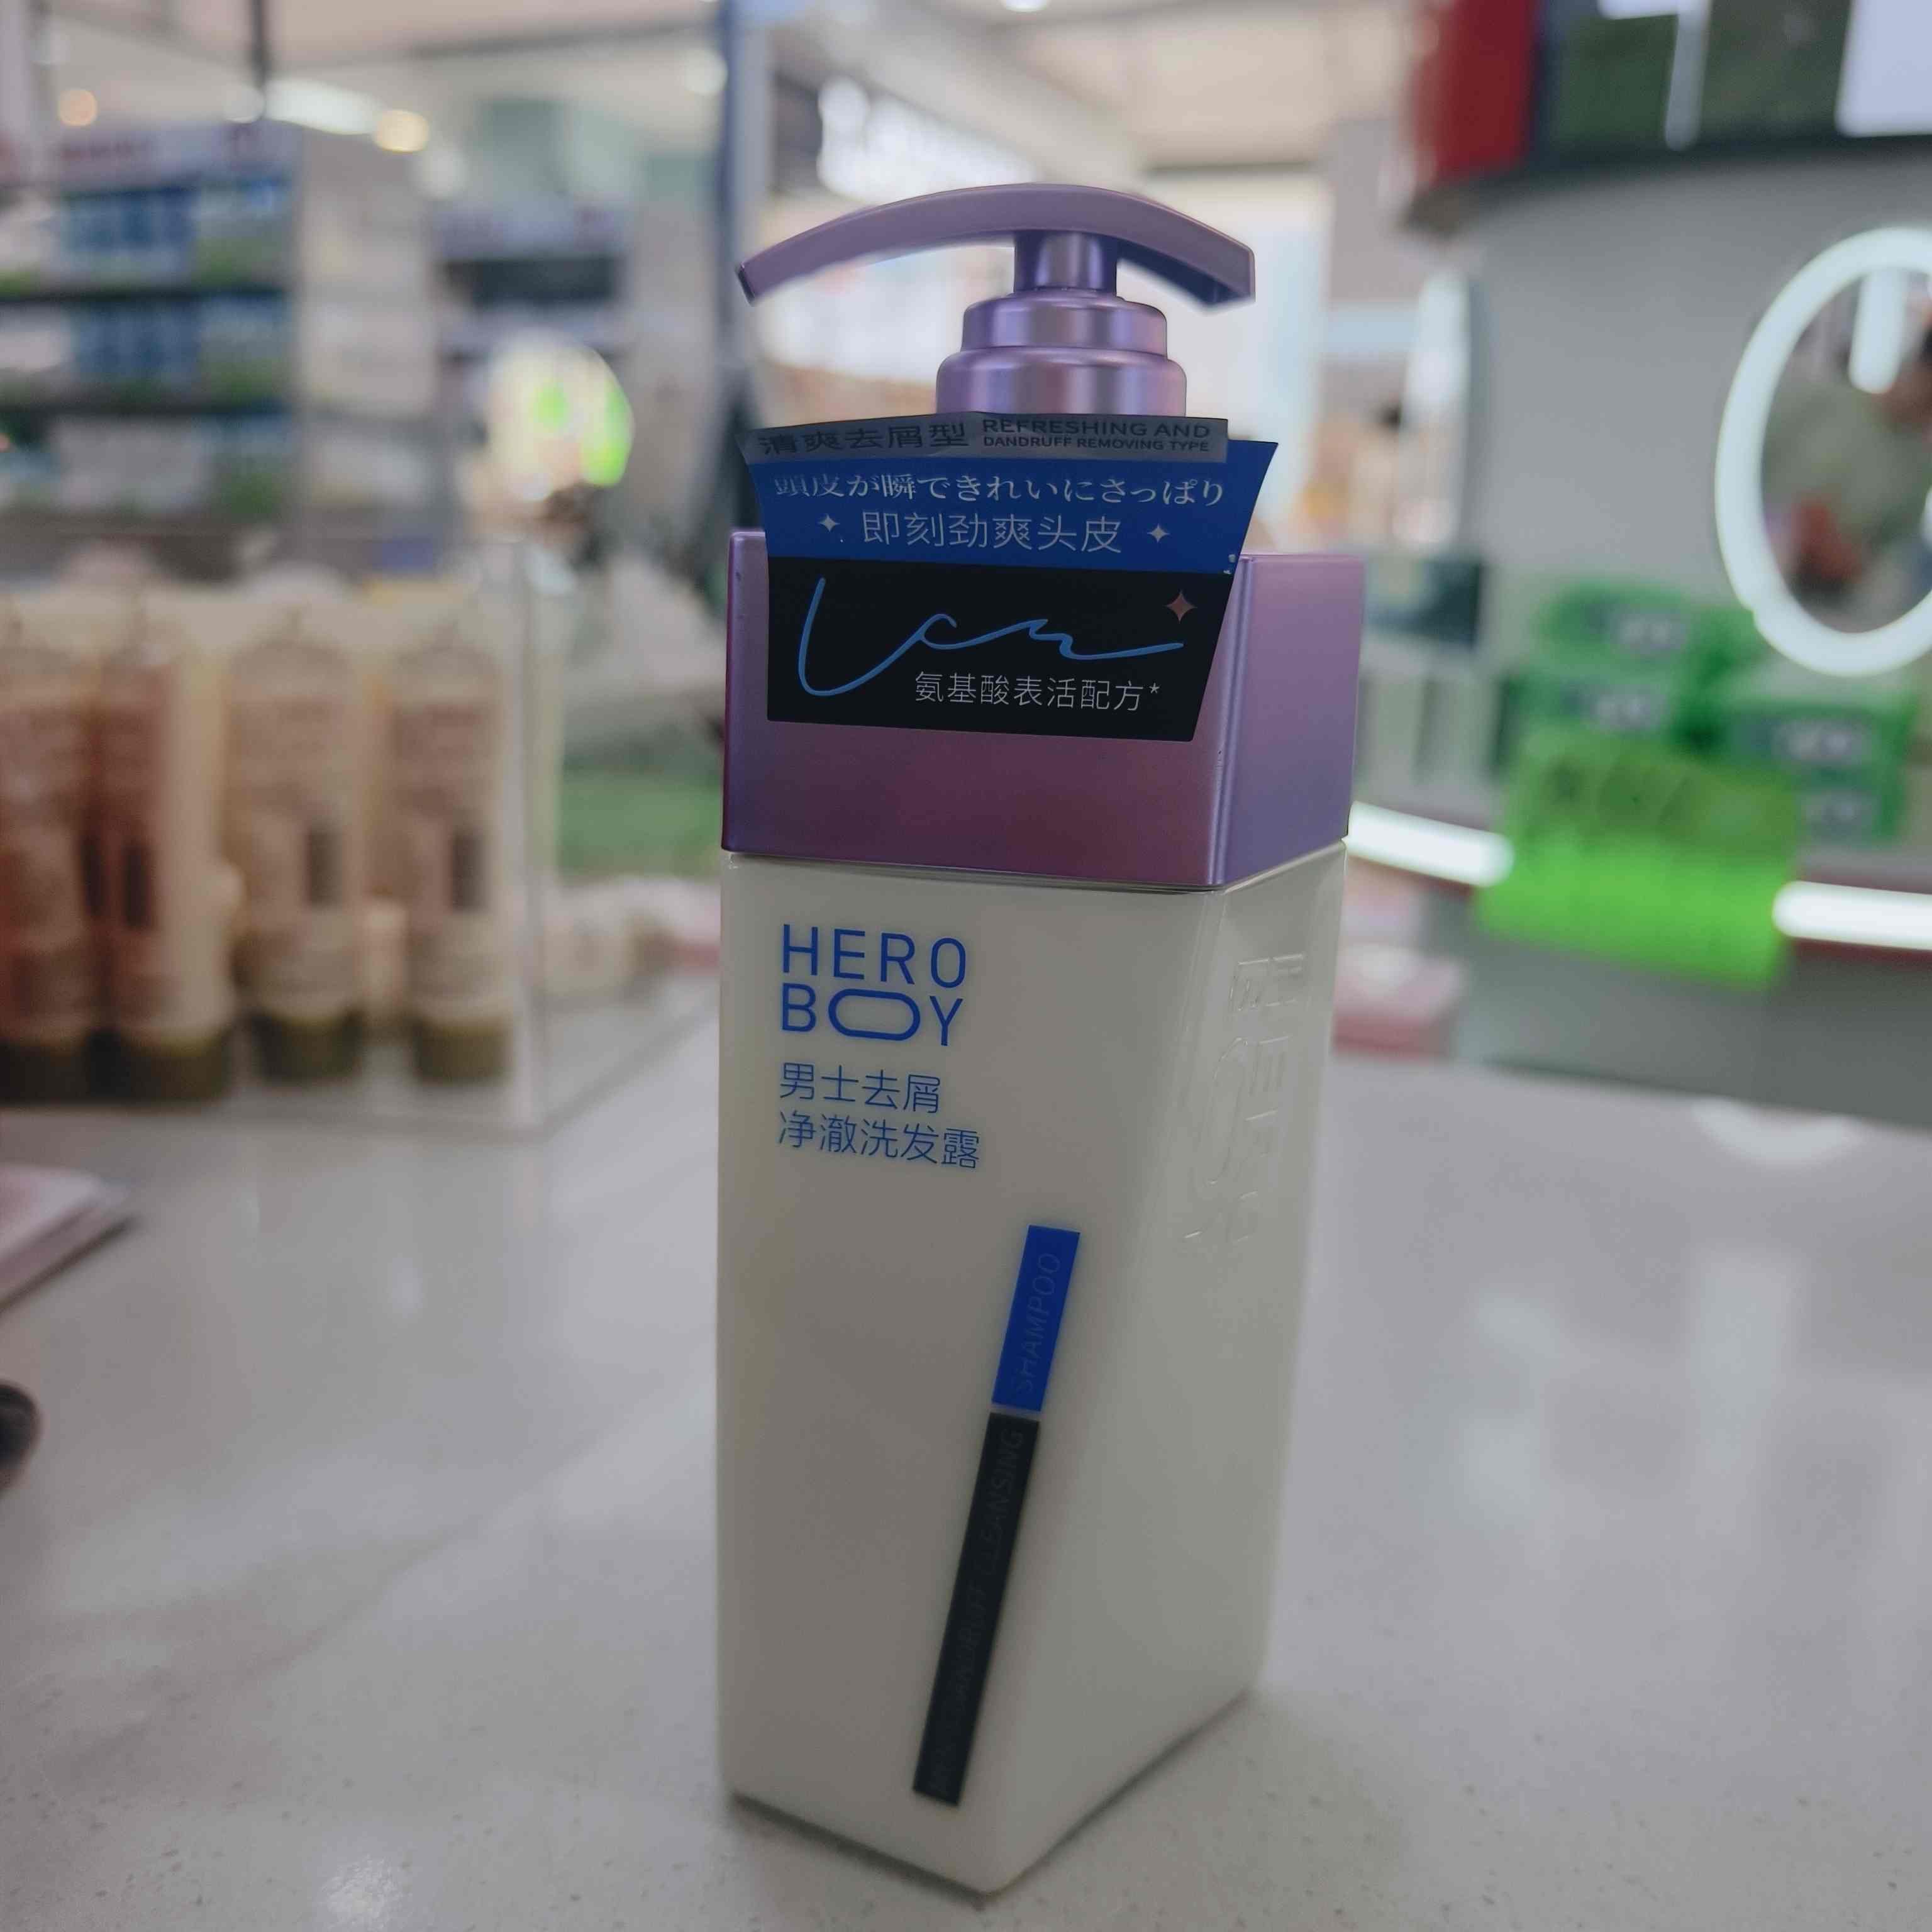 清爽去屑型 REFRESHING AND
DANDRUFF REMOVING TYPE
頭皮が瞬できれいにさっぱり
即刻劲爽头皮
氨基酸表活配方*
HERO
BOY
男士去屑
净澈洗发露
SHAMPOO
DANDRUFF CLEANSING